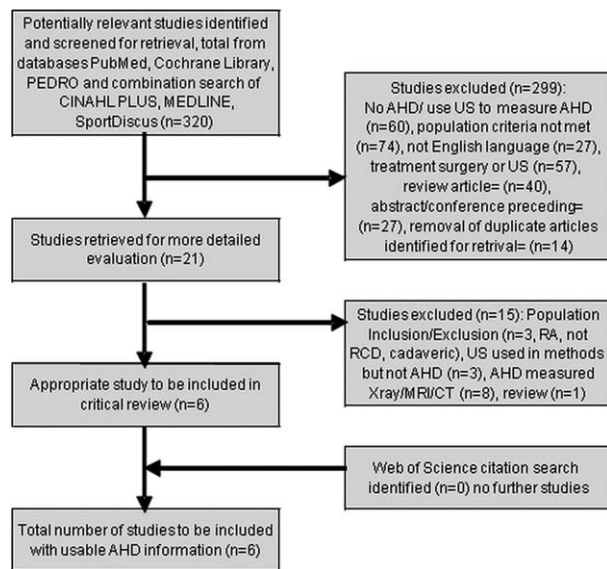 Potentially relevant studies identified
and screened for retrieval, total from
databases PubMed, Cochrane Library,
PEDRO and combination search of
CINAHL PLUS, MEDLINE,
SportDiscus (n=320)
Studies excluded (n=299):
No AHD/ use US to measure AHD
(n=60), population criteria not met
(n=74), not English language (n=27),
treatment surgery or US (n=57),
review article= (n=40),
abstract/conference preceding=
(n=27), removal of duplicate articles
identified for retrival= (n=14)
Studies retrieved for more detailed
evaluation (n=21)
Studies excluded (n=15): Population
Inclusion/Exclusion (n=3, RA, not
RCD, cadaveric), US used in methods
but not AHD (n=3), AHD measured
Xray/MRI/CT (n=8), review (n=1)
Appropriate study to be included in
critical review (n=6)
Web of Science citation search
identified (n=0) no further studies
Total number of studies to be included
with usable AHD information (n=6)